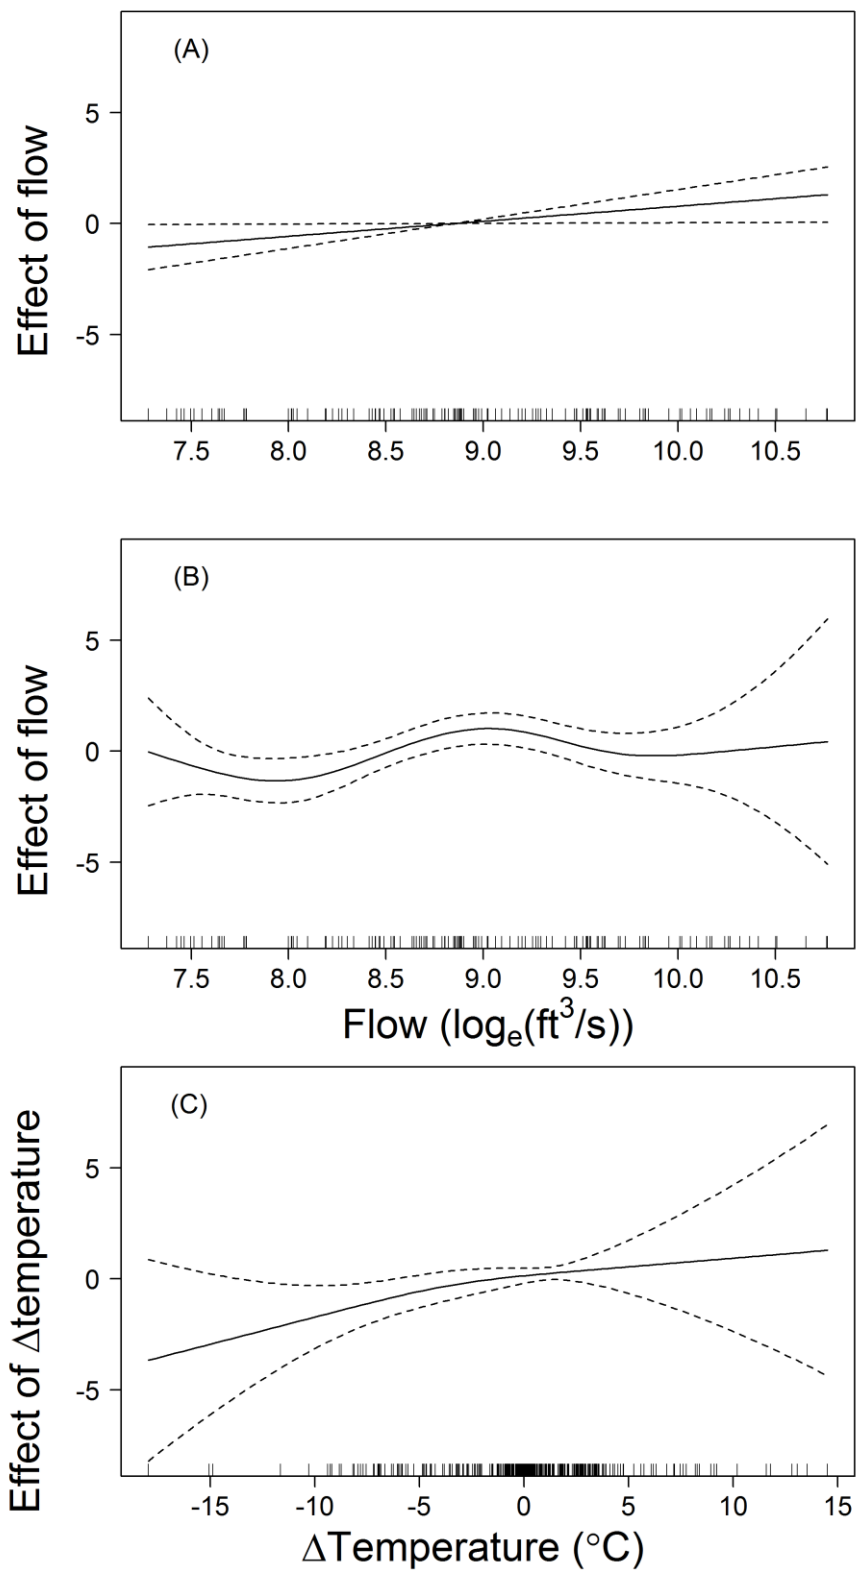 (A)
Effect of flow
5
0
-5
7.5 8.0 8.5 9.0 9.5 10.0 10.5
(B)
Effect of flow
5
0
-5
7.5 8.0 8.5 9.0 9.5 10.0 10.5
Flow (logₑ(ft³/s))
(C)
Effect of Δtemperature
5
0
-5
-15 -10 -5 0 5 10 15
ΔTemperature (°C)